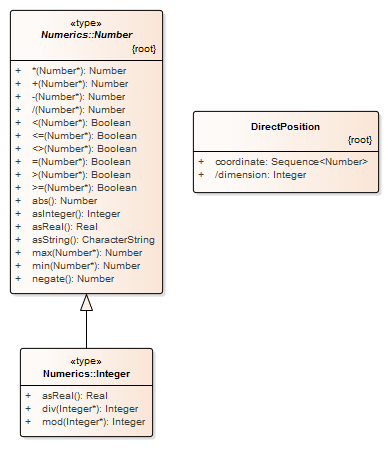 «type»
Numerics::Number
{root}
+ *(Number*): Number
+ +(Number*): Number
+ -(Number*): Number
+ /(Number*): Number
+ <(Number*): Boolean
+ <=(Number*): Boolean
+ <>(Number*): Boolean
+ =(Number*): Boolean
+ >(Number*): Boolean
+ >=(Number*): Boolean
+ abs(): Number
+ asInteger(): Integer
+ asReal(): Real
+ asString(): CharacterString
+ max(Number*): Number
+ min(Number*): Number
+ negate(): Number
DirectPosition
{root}
+ coordinate: Sequence<Number>
+ /dimension: Integer
«type»
Numerics::Integer
+ asReal(): Real
+ div(Integer*): Integer
+ mod(Integer*): Integer